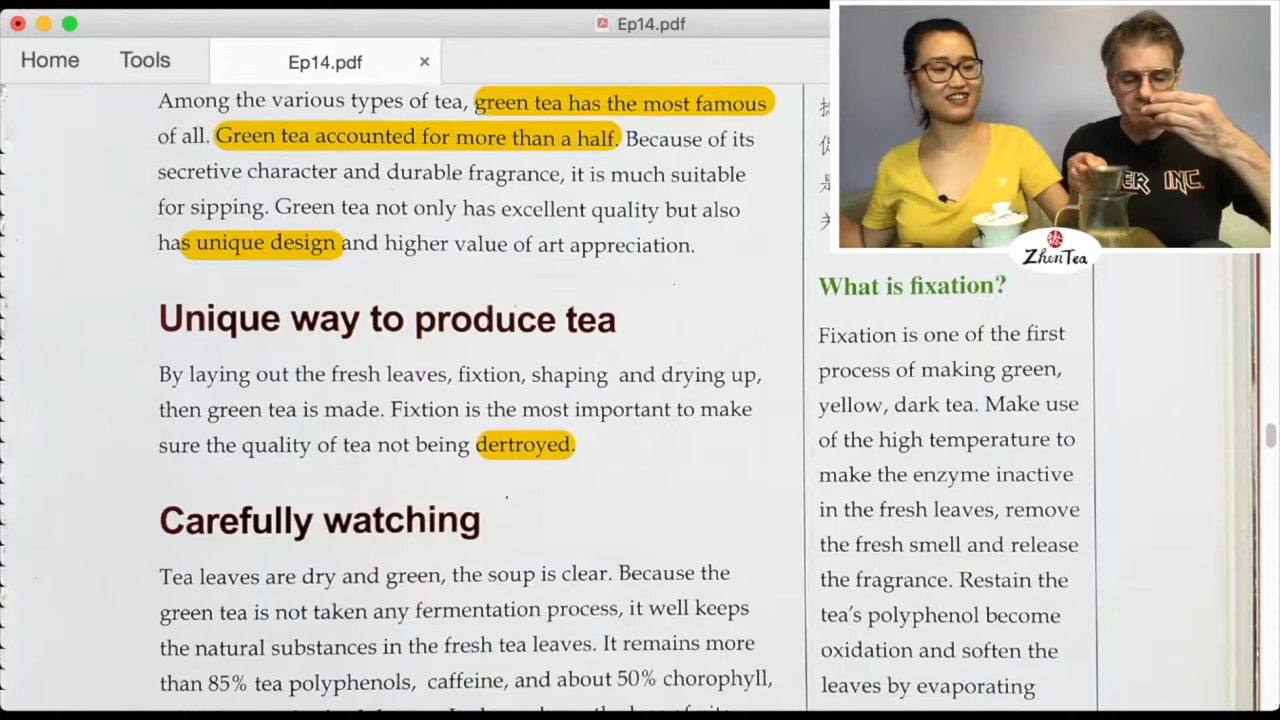 Ep14.pdf
Home
Tools
Ep14.pdf
×
Among the various types of tea, green tea has the most famous
of all. Green tea accounted for more than a half. Because of its
secretive character and durable fragrance, it is much suitable
for sipping. Green tea not only has excellent quality but also
has unique design and higher value of art appreciation.
Unique way to produce tea
By laying out the fresh leaves, fixtion, shaping and drying up,
then green tea is made. Fixtion is the most important to make
sure the quality of tea not being dertroyed.
Carefully watching
Tea leaves are dry and green, the soup is clear. Because the
green tea is not taken any fermentation process, it well keeps
the natural substances in the fresh tea leaves. It remains more
than 85% tea polyphenols, caffeine, and about 50% chorophyll,
ER INC.
Zhen Tea
What is fixation?
Fixation is one of the first
process of making green,
yellow, dark tea. Make use
of the high temperature to
make the enzyme inactive
in the fresh leaves, remove
the fresh smell and release
the fragrance. Restain the
tea's polyphenol become
oxidation and soften the
leaves by evaporating